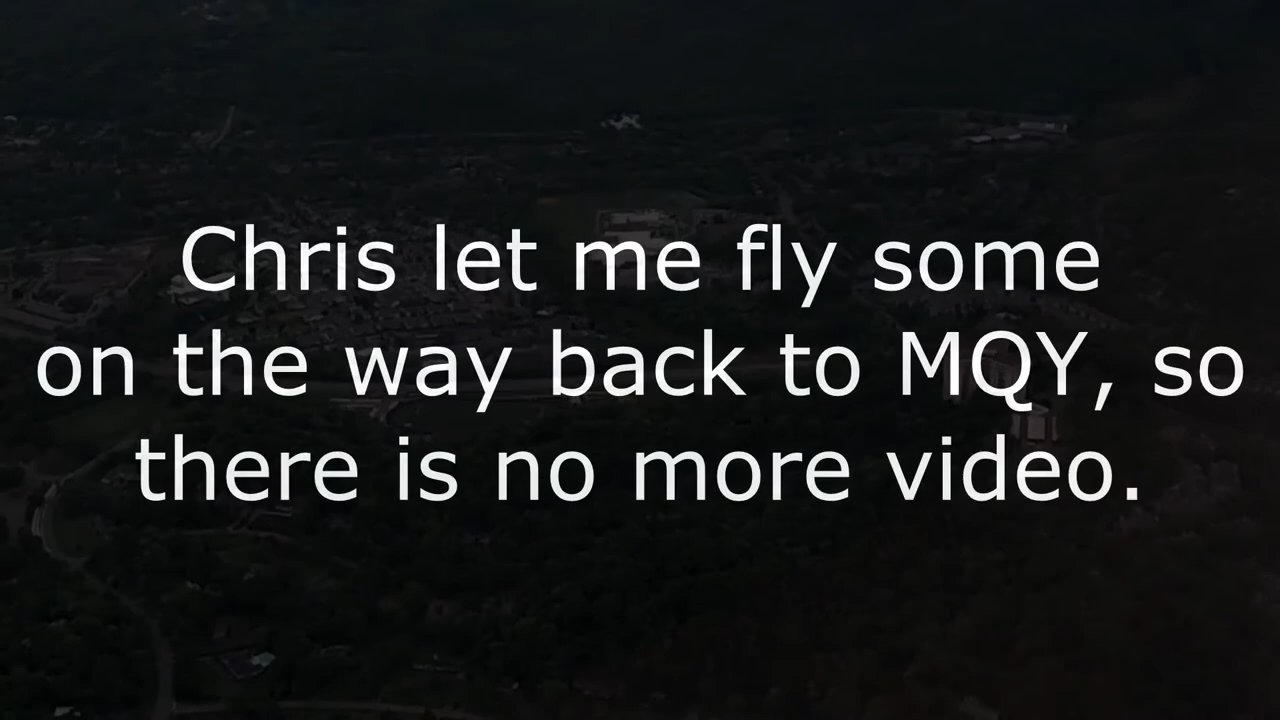 Chris let me fly some
on the way back to MQY, so
there is no more video.